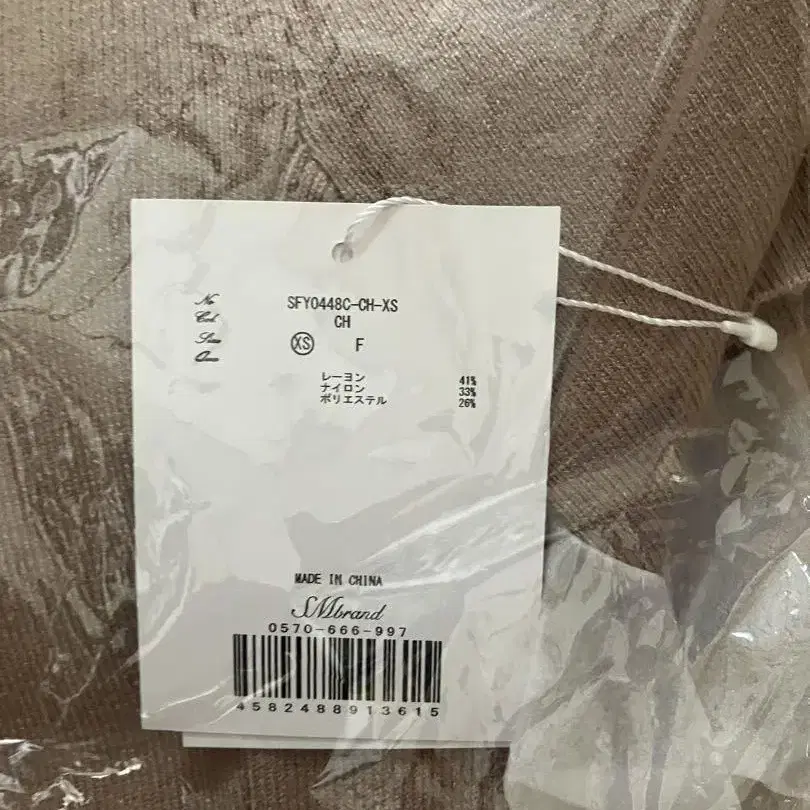 No SFY0448C-CH-XS
Col. CH
Size XS F
レーヨン 41%
ナイロン 33%
ポリエステル 26%
MADE IN CHINA
SMbrand
0570-666-997
4582488913615